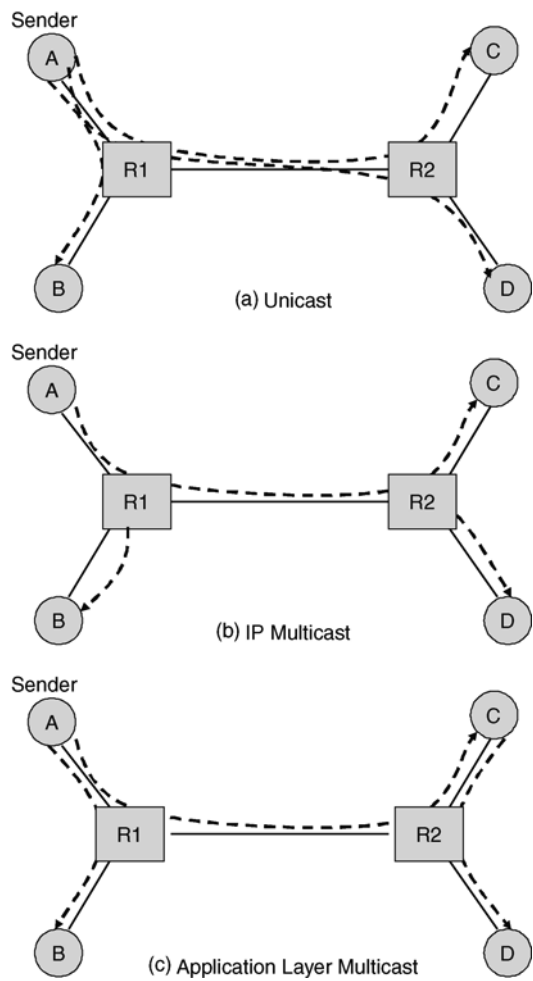 Sender
A
C
R1
R2
B
D
(a) Unicast
Sender
A
C
R1
R2
B
D
(b) IP Multicast
Sender
A
C
R1
R2
B
D
(c) Application Layer Multicast